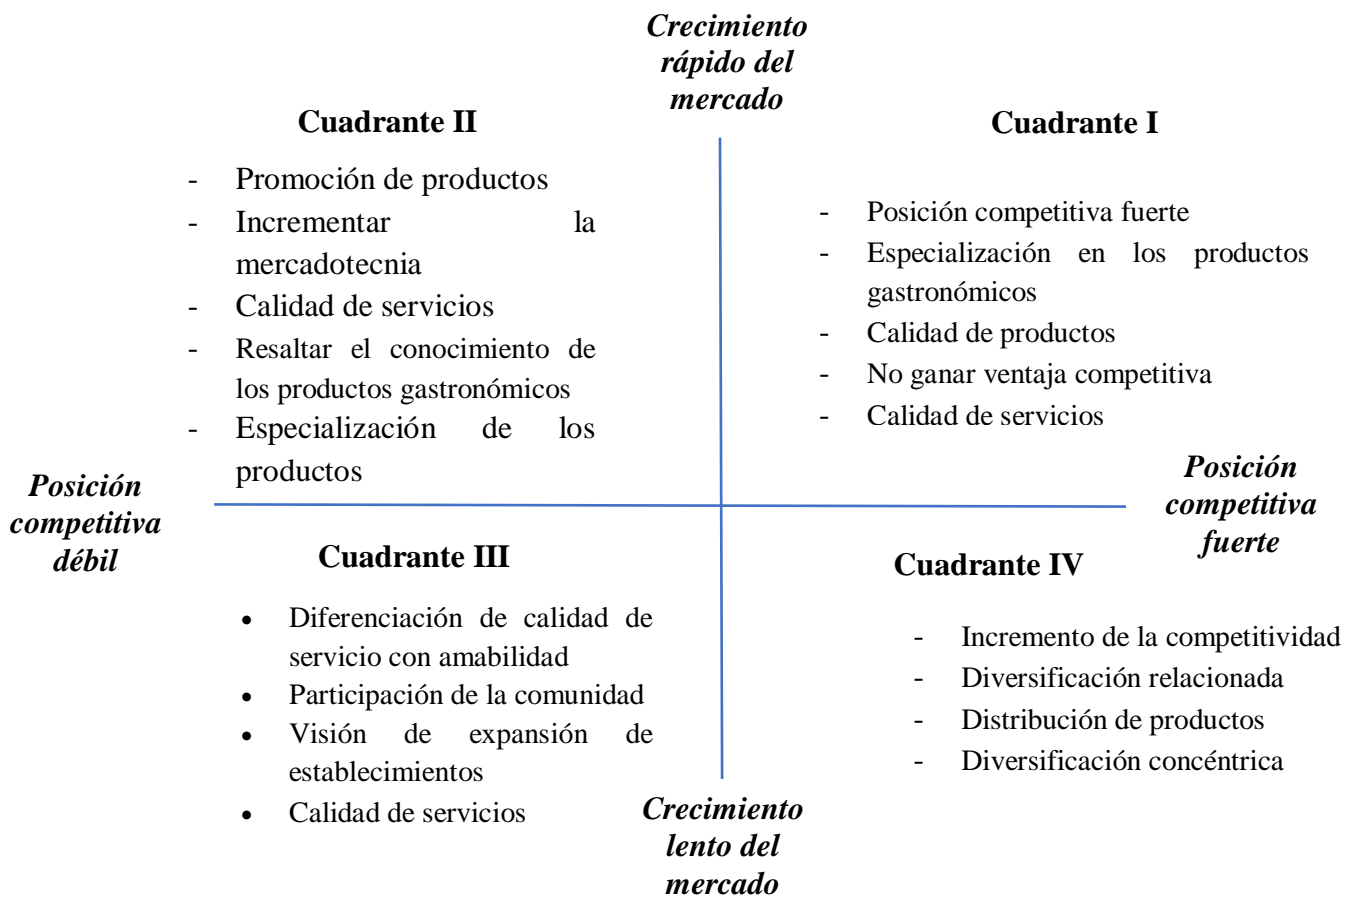 Crecimiento
rápido del
mercado
Cuadrante II
- Promoción de productos
- Incrementar la
mercadotecnia
- Calidad de servicios
- Resaltar el conocimiento de
los productos gastronómicos
- Especialización de los
productos
Cuadrante I
- Posición competitiva fuerte
- Especialización en los productos
gastronómicos
- Calidad de productos
- No ganar ventaja competitiva
- Calidad de servicios
Posición
competitiva
débil
Posición
competitiva
fuerte
Cuadrante III
• Diferenciación de calidad de
servicio con amabilidad
• Participación de la comunidad
• Visión de expansión de
establecimientos
• Calidad de servicios
Cuadrante IV
- Incremento de la competitividad
- Diversificación relacionada
- Distribución de productos
- Diversificación concéntrica
Crecimiento
lento del
mercado